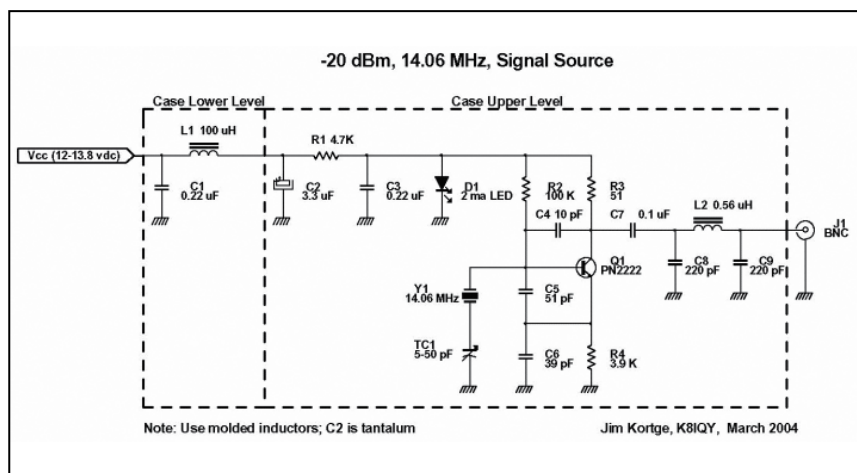 -20 dBm, 14.06 MHz, Signal Source
Case Lower Level
Case Upper Level
L1 100 uH
Vcc (12-13.8 vdc)
R1 4.7K
C1
0.22 uF
C2
3.3 uF
C3
0.22 uF
D1
2 ma LED
R2
100 K
R3
51
C4 10 pF
C7 0.1 uF
L2 0.56 uH
J1
BNC
Q1
PN2222
C8
220 pF
C9
220 pF
Y1
14.06 MHz
C5
51 pF
TC1
5-50 pF
C6
39 pF
R4
3.9 K
Note: Use molded inductors; C2 is tantalum
Jim Kortge, K8IQY, March 2004